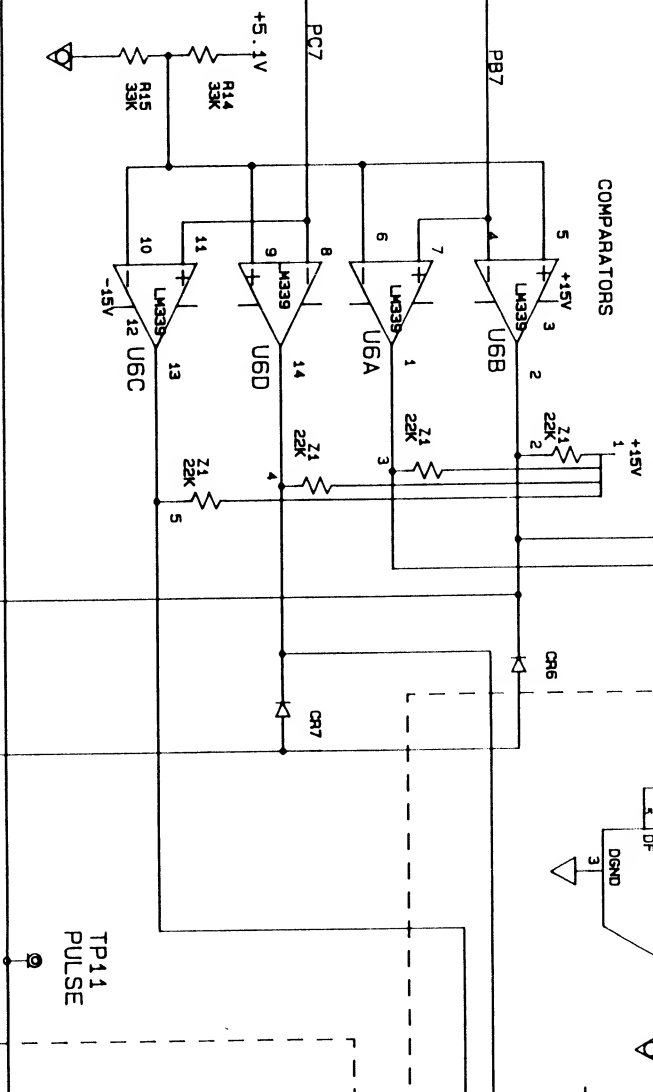 COMPARATORS
+5.1V
R14
33K
R15
33K
PC7
PB7
5
+15V
3
4
LM339
U6B
2
7
6
LM339
U6A
1
8
9
LM339
U6D
14
11
10
LM339
-15V
12
U6C
13
+15V
1
Z1
22K
2
Z1
22K
3
Z1
22K
4
Z1
22K
5
CR6
CR7
5
DGND
3
TP11
PULSE